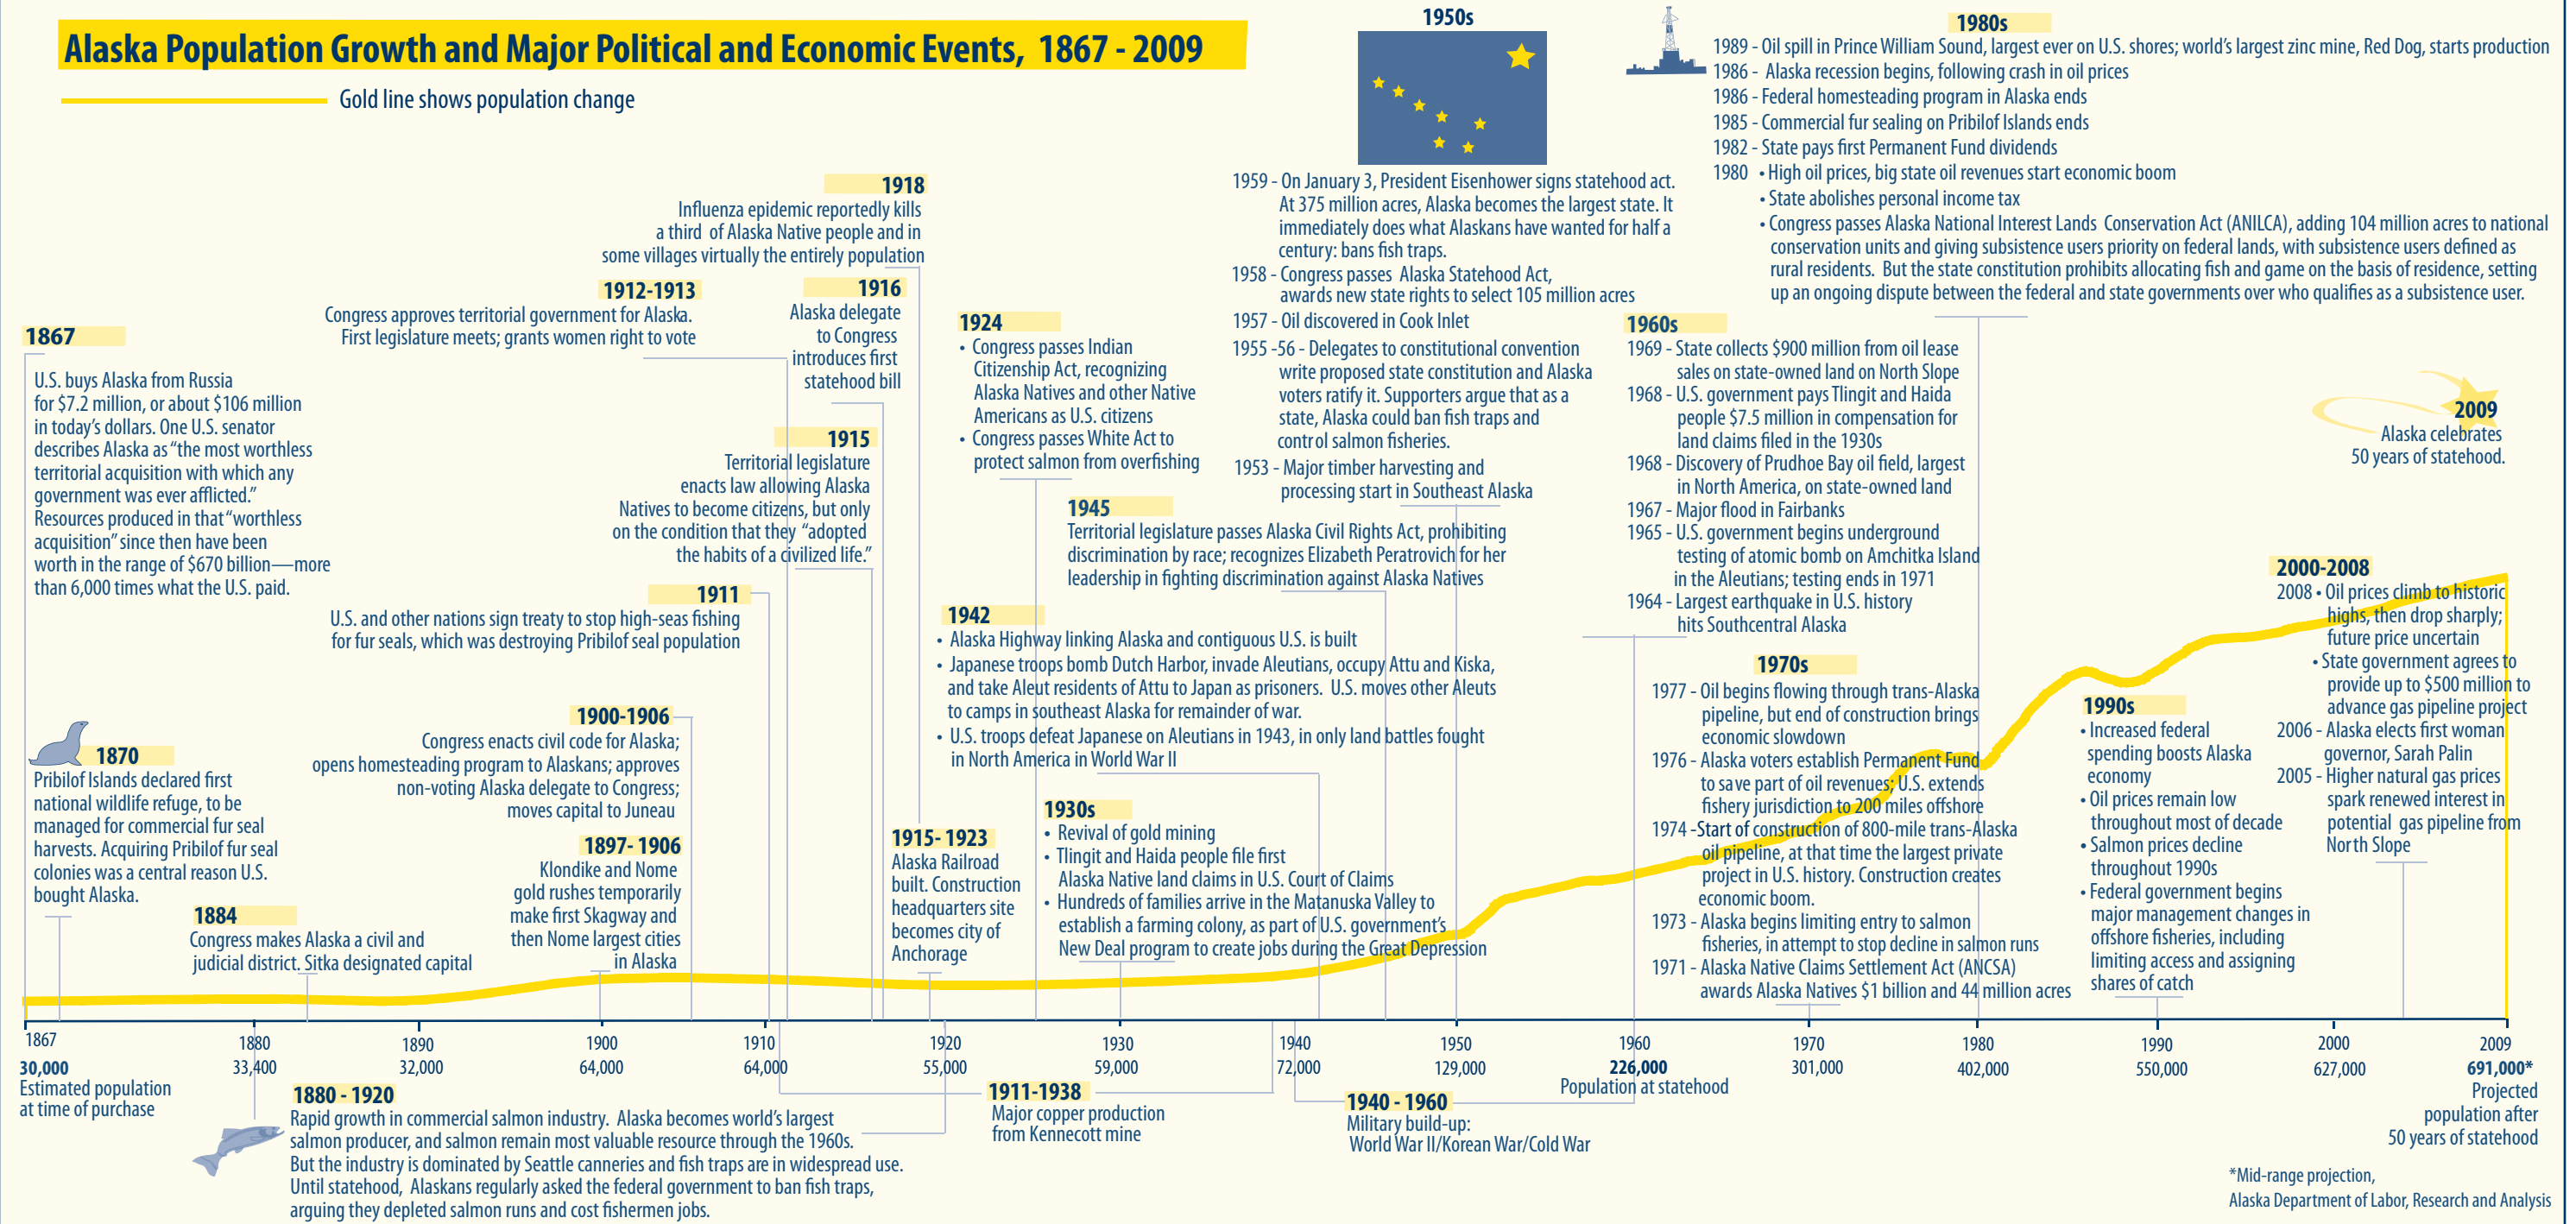 Alaska Population Growth and Major Political and Economic Events, 1867 - 2009
Gold line shows population change
1867
U.S. buys Alaska from Russia
for $7.2 million, or about $106 million
in today's dollars. One U.S. senator
describes Alaska as “the most worthless
territorial acquisition with which any
government was ever afflicted.”
Resources produced in that “worthless
acquisition” since then have been
worth in the range of $670 billion—more
than 6,000 times what the U.S. paid.
1870
Pribilof Islands declared first
national wildlife refuge, to be
managed for commercial fur seal
harvests. Acquiring Pribilof fur seal
colonies was a central reason U.S.
bought Alaska.
1884
Congress makes Alaska a civil and
judicial district. Sitka designated capital
1897- 1906
Klondike and Nome
gold rushes temporarily
make first Skagway and
then Nome largest cities
in Alaska
1900-1906
Congress enacts civil code for Alaska;
opens homesteading program to Alaskans; approves
non-voting Alaska delegate to Congress;
moves capital to Juneau
1911
U.S. and other nations sign treaty to stop high-seas fishing
for fur seals, which was destroying Pribilof seal population
1912-1913
Congress approves territorial government for Alaska.
First legislature meets; grants women right to vote
1915
Territorial legislature
enacts law allowing Alaska
Natives to become citizens, but only
on the condition that they “adopted
the habits of a civilized life.”
1916
Alaska delegate
to Congress
introduces first
statehood bill
1918
Influenza epidemic reportedly kills
a third of Alaska Native people and in
some villages virtually the entirely population
1915- 1923
Alaska Railroad
built. Construction
headquarters site
becomes city of
Anchorage
1924
• Congress passes Indian
Citizenship Act, recognizing
Alaska Natives and other Native
Americans as U.S. citizens
• Congress passes White Act to
protect salmon from overfishing
1930s
• Revival of gold mining
• Tlingit and Haida people file first
Alaska Native land claims in U.S. Court of Claims
• Hundreds of families arrive in the Matanuska Valley to
establish a farming colony, as part of U.S. government's
New Deal program to create jobs during the Great Depression
1942
• Alaska Highway linking Alaska and contiguous U.S. is built
• Japanese troops bomb Dutch Harbor, invade Aleutians, occupy Attu and Kiska,
and take Aleut residents of Attu to Japan as prisoners. U.S. moves other Aleuts
to camps in southeast Alaska for remainder of war.
• U.S. troops defeat Japanese on Aleutians in 1943, in only land battles fought
in North America in World War II
1945
Territorial legislature passes Alaska Civil Rights Act, prohibiting
discrimination by race; recognizes Elizabeth Peratrovich for her
leadership in fighting discrimination against Alaska Natives
1950s
1959 - On January 3, President Eisenhower signs statehood act.
At 375 million acres, Alaska becomes the largest state. It
immediately does what Alaskans have wanted for half a
century: bans fish traps.
1958 - Congress passes Alaska Statehood Act,
awards new state rights to select 105 million acres
1957 - Oil discovered in Cook Inlet
1955 -56 - Delegates to constitutional convention
write proposed state constitution and Alaska
voters ratify it. Supporters argue that as a
state, Alaska could ban fish traps and
control salmon fisheries.
1953 - Major timber harvesting and
processing start in Southeast Alaska
1960s
1969 - State collects $900 million from oil lease
sales on state-owned land on North Slope
1968 - U.S. government pays Tlingit and Haida
people $7.5 million in compensation for
land claims filed in the 1930s
1968 - Discovery of Prudhoe Bay oil field, largest
in North America, on state-owned land
1967 - Major flood in Fairbanks
1965 - U.S. government begins underground
testing of atomic bomb on Amchitka Island
in the Aleutians; testing ends in 1971
1964 - Largest earthquake in U.S. history
hits Southcentral Alaska
1970s
1977 - Oil begins flowing through trans-Alaska
pipeline, but end of construction brings
economic slowdown
1976 - Alaska voters establish Permanent Fund
to save part of oil revenues; U.S. extends
fishery jurisdiction to 200 miles offshore
1974 -Start of construction of 800-mile trans-Alaska
oil pipeline, at that time the largest private
project in U.S. history. Construction creates
economic boom.
1973 - Alaska begins limiting entry to salmon
fisheries, in attempt to stop decline in salmon runs
1971 - Alaska Native Claims Settlement Act (ANCSA)
awards Alaska Natives $1 billion and 44 million acres
1980s
1989 - Oil spill in Prince William Sound, largest ever on U.S. shores; world's largest zinc mine, Red Dog, starts production
1986 - Alaska recession begins, following crash in oil prices
1986 - Federal homesteading program in Alaska ends
1985 - Commercial fur sealing on Pribilof Islands ends
1982 - State pays first Permanent Fund dividends
1980 • High oil prices, big state oil revenues start economic boom
• State abolishes personal income tax
• Congress passes Alaska National Interest Lands Conservation Act (ANILCA), adding 104 million acres to national
conservation units and giving subsistence users priority on federal lands, with subsistence users defined as
rural residents. But the state constitution prohibits allocating fish and game on the basis of residence, setting
up an ongoing dispute between the federal and state governments over who qualifies as a subsistence user.
1990s
• Increased federal
spending boosts Alaska
economy
• Oil prices remain low
throughout most of decade
• Salmon prices decline
throughout 1990s
• Federal government begins
major management changes in
offshore fisheries, including
limiting access and assigning
shares of catch
2000-2008
2008 • Oil prices climb to historic
highs, then drop sharply;
future price uncertain
• State government agrees to
provide up to $500 million to
advance gas pipeline project
2006 - Alaska elects first woman
governor, Sarah Palin
2005 - Higher natural gas prices
spark renewed interest in
potential gas pipeline from
North Slope
2009
Alaska celebrates
50 years of statehood.
1867 1880 1890 1900 1910 1920 1930 1940 1950 1960 1970 1980 1990 2000 2009
30,000 33,400 32,000 64,000 64,000 55,000 59,000 72,000 129,000 226,000 301,000 402,000 550,000 627,000 691,000*
Estimated population
at time of purchase
1880 - 1920
Rapid growth in commercial salmon industry. Alaska becomes world's largest
salmon producer, and salmon remain most valuable resource through the 1960s.
But the industry is dominated by Seattle canneries and fish traps are in widespread use.
Until statehood, Alaskans regularly asked the federal government to ban fish traps,
arguing they depleted salmon runs and cost fishermen jobs.
1911-1938
Major copper production
from Kennecott mine
1940 - 1960
Military build-up:
World War II/Korean War/Cold War
Population at statehood
Projected
population after
50 years of statehood
*Mid-range projection,
Alaska Department of Labor, Research and Analysis